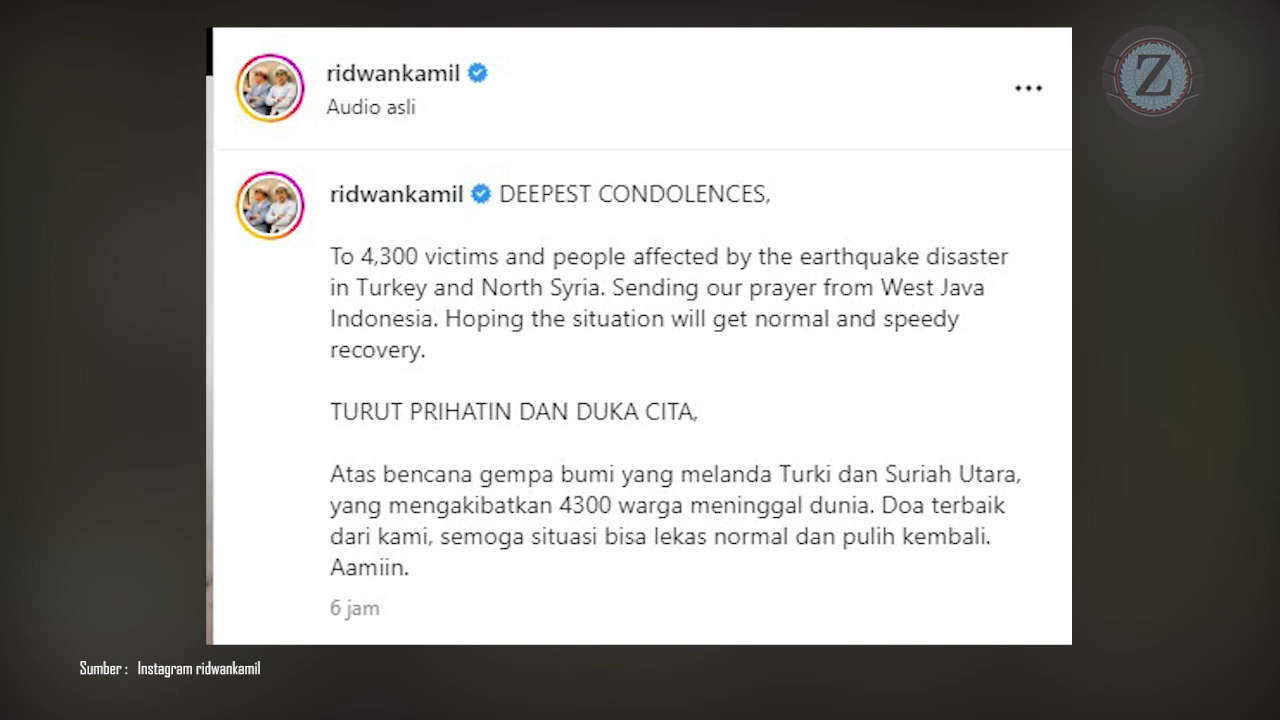 ridwankamil
Audio asli
Z
ridwankamil DEEPEST CONDOLENCES,
To 4,300 victims and people affected by the earthquake disaster
in Turkey and North Syria. Sending our prayer from West Java
Indonesia. Hoping the situation will get normal and speedy
recovery.
TURUT PRIHATIN DAN DUKA CITA,
Atas bencana gempa bumi yang melanda Turki dan Suriah Utara,
yang mengakibatkan 4300 warga meninggal dunia. Doa terbaik
dari kami, semoga situasi bisa lekas normal dan pulih kembali.
Aamiin.
6 jam
Sumber : Instagram ridwankamil